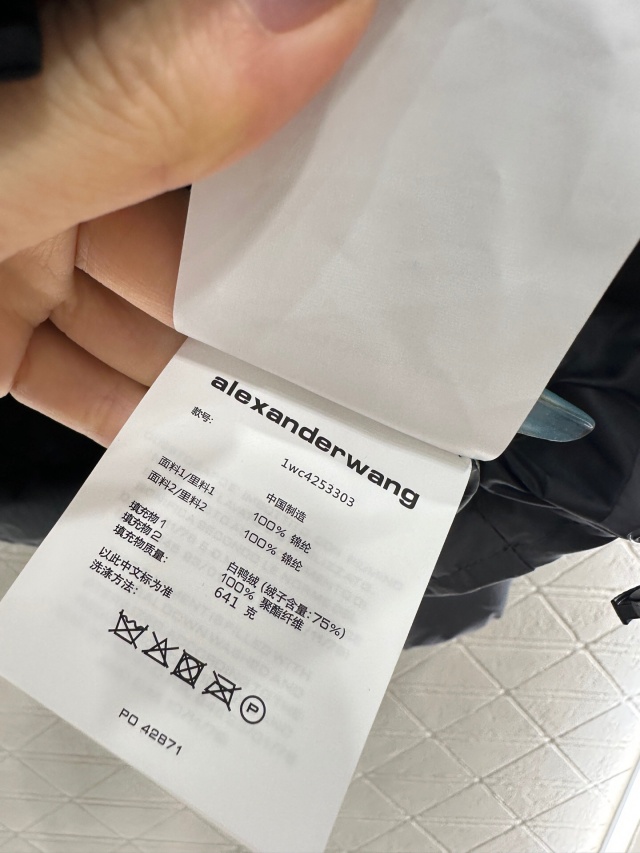 alexanderwang
款号:
1wc4253303
中国制造
面料1/里料1 100% 锦纶
面料2/里料2 100% 锦纶
填充物1 白鸭绒 (绒子含量:75%)
填充物2 100% 聚酯纤维
填充物质量: 641 克
以此中文标为准
洗涤方法:
P
PO 42871